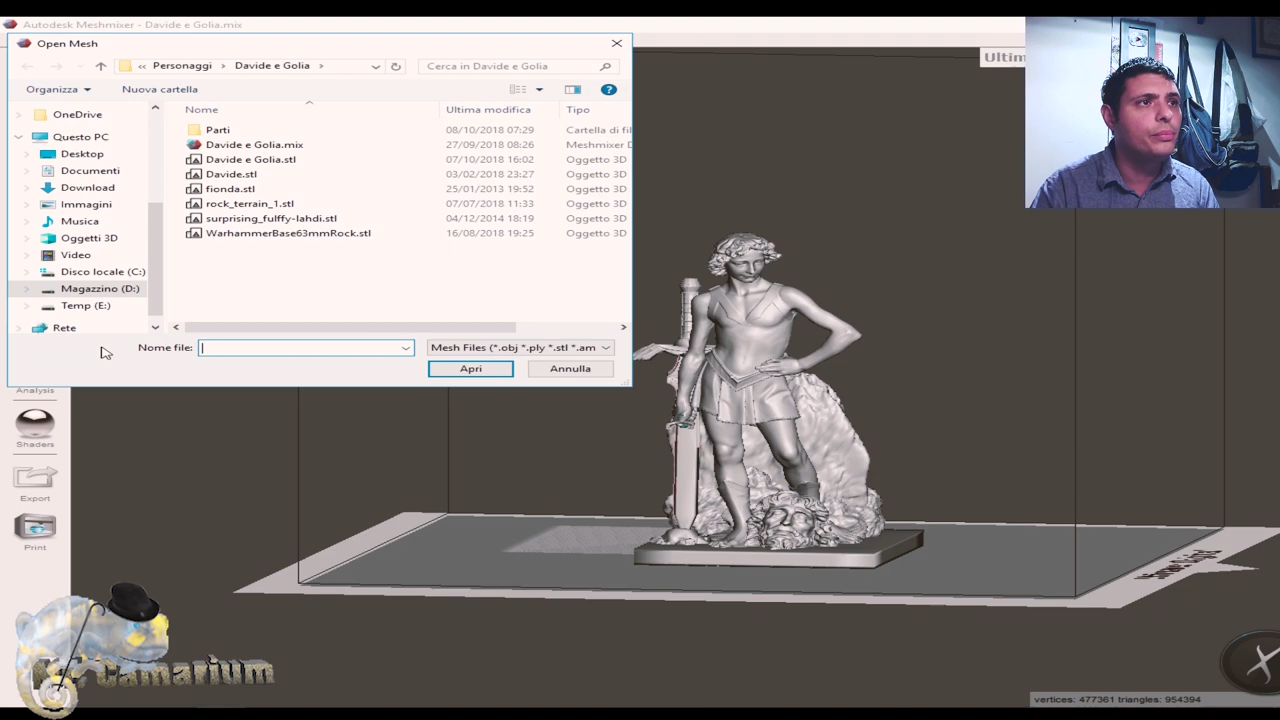 Autodesk Meshmixer - Davide e Golia.mix
Open Mesh
« Personaggi > Davide e Golia >
Cerca in Davide e Golia
Organizza
Nuova cartella
Nome
Ultima modifica
Tipo
OneDrive
Questo PC
Desktop
Documenti
Download
Immagini
Musica
Oggetti 3D
Video
Disco locale (C:)
Magazzino (D:)
Temp (E:)
Rete
Parti 08/10/2018 07:29 Cartella di fil
Davide e Golia.mix 27/09/2018 08:26 Meshmixer D
Davide e Golia.stl 07/10/2018 16:02 Oggetto 3D
Davide.stl 03/02/2018 23:27 Oggetto 3D
fionda.stl 25/01/2013 19:52 Oggetto 3D
rock_terrain_1.stl 07/07/2018 11:33 Oggetto 3D
surprising_fulffy-lahdi.stl 04/12/2014 18:19 Oggetto 3D
WarhammerBase63mmRock.stl 16/08/2018 19:25 Oggetto 3D
Nome file:
Mesh Files (*.obj *.ply *.stl *.am
Apri
Annulla
Ultim
Analysis
Shaders
Export
Print
Camarium
vertices: 477361 triangles: 954394